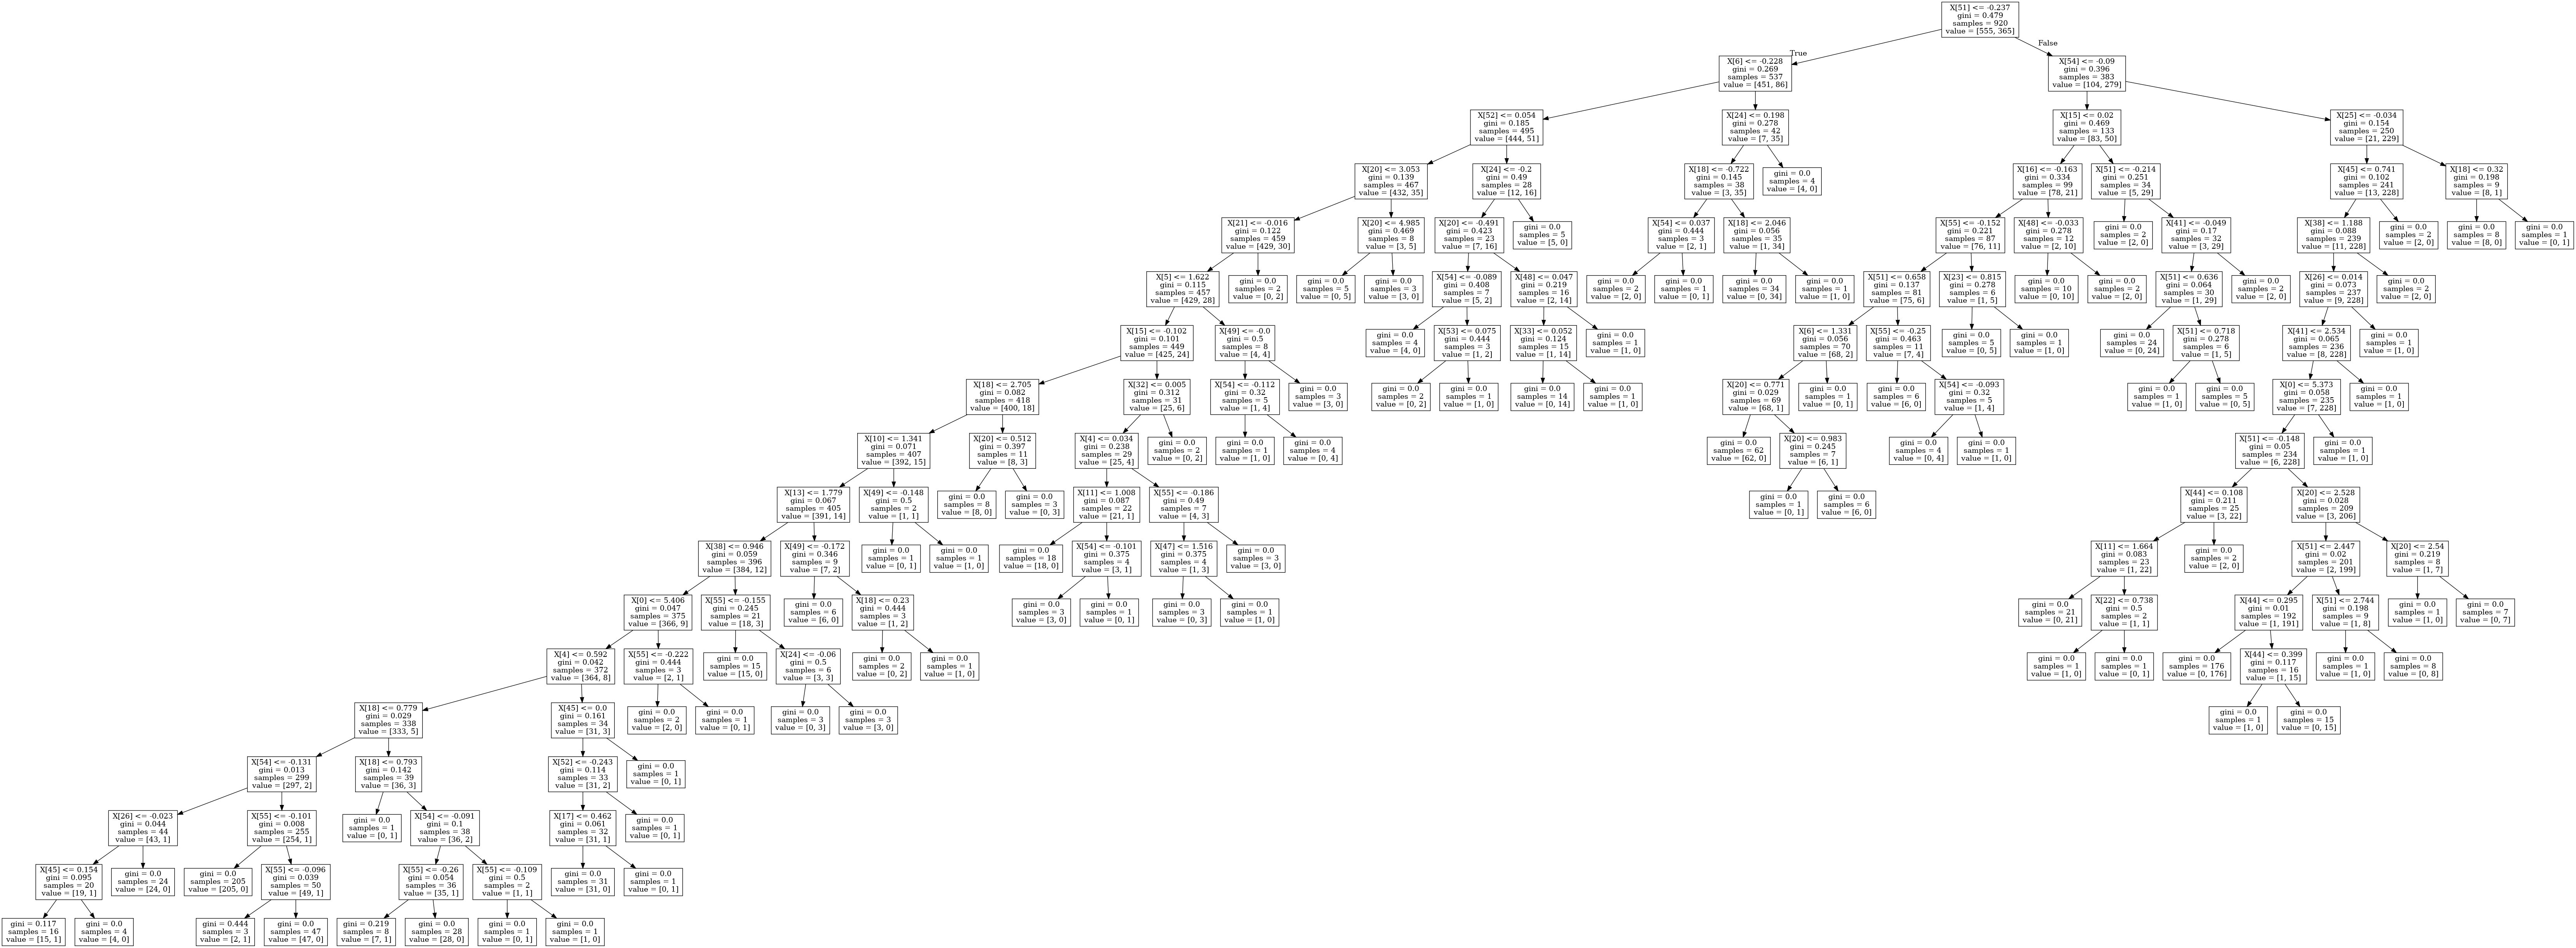 X[51] <= -0.237
gini = 0.479
samples = 920
value = [555, 365]
True
False
X[6] <= -0.228
gini = 0.269
samples = 537
value = [451, 86]
X[54] <= -0.09
gini = 0.396
samples = 383
value = [104, 279]
X[52] <= 0.054
gini = 0.185
samples = 495
value = [444, 51]
X[24] <= 0.198
gini = 0.278
samples = 42
value = [7, 35]
X[15] <= 0.02
gini = 0.469
samples = 133
value = [83, 50]
X[25] <= -0.034
gini = 0.154
samples = 250
value = [21, 229]
X[20] <= 3.053
gini = 0.139
samples = 467
value = [432, 35]
X[24] <= -0.2
gini = 0.49
samples = 28
value = [12, 16]
X[18] <= -0.722
gini = 0.145
samples = 38
value = [3, 35]
gini = 0.0
samples = 4
value = [4, 0]
X[16] <= -0.163
gini = 0.334
samples = 99
value = [78, 21]
X[51] <= -0.214
gini = 0.251
samples = 34
value = [5, 29]
X[45] <= 0.741
gini = 0.102
samples = 241
value = [13, 228]
X[18] <= 0.32
gini = 0.198
samples = 9
value = [8, 1]
X[21] <= -0.016
gini = 0.122
samples = 459
value = [429, 30]
X[20] <= 4.985
gini = 0.469
samples = 8
value = [3, 5]
X[20] <= -0.491
gini = 0.423
samples = 23
value = [7, 16]
gini = 0.0
samples = 5
value = [5, 0]
X[54] <= 0.037
gini = 0.444
samples = 3
value = [2, 1]
X[18] <= 2.046
gini = 0.056
samples = 35
value = [1, 34]
X[55] <= -0.152
gini = 0.221
samples = 87
value = [76, 11]
X[48] <= -0.033
gini = 0.278
samples = 12
value = [2, 10]
gini = 0.0
samples = 2
value = [2, 0]
X[41] <= -0.049
gini = 0.17
samples = 32
value = [3, 29]
X[38] <= 1.188
gini = 0.088
samples = 239
value = [11, 228]
gini = 0.0
samples = 2
value = [2, 0]
gini = 0.0
samples = 8
value = [8, 0]
gini = 0.0
samples = 1
value = [0, 1]
X[5] <= 1.622
gini = 0.115
samples = 457
value = [429, 28]
gini = 0.0
samples = 2
value = [0, 2]
gini = 0.0
samples = 5
value = [0, 5]
gini = 0.0
samples = 3
value = [3, 0]
X[54] <= -0.089
gini = 0.408
samples = 7
value = [5, 2]
X[48] <= 0.047
gini = 0.219
samples = 16
value = [2, 14]
gini = 0.0
samples = 2
value = [2, 0]
gini = 0.0
samples = 1
value = [0, 1]
gini = 0.0
samples = 34
value = [0, 34]
gini = 0.0
samples = 1
value = [1, 0]
X[51] <= 0.658
gini = 0.137
samples = 81
value = [75, 6]
X[23] <= 0.815
gini = 0.278
samples = 6
value = [1, 5]
gini = 0.0
samples = 10
value = [0, 10]
gini = 0.0
samples = 2
value = [2, 0]
X[51] <= 0.636
gini = 0.064
samples = 30
value = [1, 29]
gini = 0.0
samples = 2
value = [2, 0]
X[26] <= 0.014
gini = 0.073
samples = 237
value = [9, 228]
gini = 0.0
samples = 2
value = [2, 0]
X[15] <= -0.102
gini = 0.101
samples = 449
value = [425, 24]
X[49] <= -0.0
gini = 0.5
samples = 8
value = [4, 4]
gini = 0.0
samples = 4
value = [4, 0]
X[53] <= 0.075
gini = 0.444
samples = 3
value = [1, 2]
X[33] <= 0.052
gini = 0.124
samples = 15
value = [1, 14]
gini = 0.0
samples = 1
value = [1, 0]
X[6] <= 1.331
gini = 0.056
samples = 70
value = [68, 2]
X[55] <= -0.25
gini = 0.463
samples = 11
value = [7, 4]
gini = 0.0
samples = 5
value = [0, 5]
gini = 0.0
samples = 1
value = [1, 0]
gini = 0.0
samples = 24
value = [0, 24]
X[51] <= 0.718
gini = 0.278
samples = 6
value = [1, 5]
X[41] <= 2.534
gini = 0.065
samples = 236
value = [8, 228]
gini = 0.0
samples = 1
value = [1, 0]
X[18] <= 2.705
gini = 0.082
samples = 418
value = [400, 18]
X[32] <= 0.005
gini = 0.312
samples = 31
value = [25, 6]
X[54] <= -0.112
gini = 0.32
samples = 5
value = [1, 4]
gini = 0.0
samples = 3
value = [3, 0]
gini = 0.0
samples = 2
value = [0, 2]
gini = 0.0
samples = 1
value = [1, 0]
gini = 0.0
samples = 14
value = [0, 14]
gini = 0.0
samples = 1
value = [1, 0]
X[20] <= 0.771
gini = 0.029
samples = 69
value = [68, 1]
gini = 0.0
samples = 1
value = [0, 1]
gini = 0.0
samples = 6
value = [6, 0]
X[54] <= -0.093
gini = 0.32
samples = 5
value = [1, 4]
gini = 0.0
samples = 1
value = [1, 0]
gini = 0.0
samples = 5
value = [0, 5]
X[0] <= 5.373
gini = 0.058
samples = 235
value = [7, 228]
gini = 0.0
samples = 1
value = [1, 0]
X[10] <= 1.341
gini = 0.071
samples = 407
value = [392, 15]
X[20] <= 0.512
gini = 0.397
samples = 11
value = [8, 3]
X[4] <= 0.034
gini = 0.238
samples = 29
value = [25, 4]
gini = 0.0
samples = 2
value = [0, 2]
gini = 0.0
samples = 1
value = [1, 0]
gini = 0.0
samples = 4
value = [0, 4]
gini = 0.0
samples = 62
value = [62, 0]
X[20] <= 0.983
gini = 0.245
samples = 7
value = [6, 1]
gini = 0.0
samples = 4
value = [0, 4]
gini = 0.0
samples = 1
value = [1, 0]
X[51] <= -0.148
gini = 0.05
samples = 234
value = [6, 228]
gini = 0.0
samples = 1
value = [1, 0]
X[13] <= 1.779
gini = 0.067
samples = 405
value = [391, 14]
X[49] <= -0.148
gini = 0.5
samples = 2
value = [1, 1]
gini = 0.0
samples = 8
value = [8, 0]
gini = 0.0
samples = 3
value = [0, 3]
X[11] <= 1.008
gini = 0.087
samples = 22
value = [21, 1]
X[55] <= -0.186
gini = 0.49
samples = 7
value = [4, 3]
gini = 0.0
samples = 1
value = [0, 1]
gini = 0.0
samples = 6
value = [6, 0]
X[44] <= 0.108
gini = 0.211
samples = 25
value = [3, 22]
X[20] <= 2.528
gini = 0.028
samples = 209
value = [3, 206]
X[38] <= 0.946
gini = 0.059
samples = 396
value = [384, 12]
X[49] <= -0.172
gini = 0.346
samples = 9
value = [7, 2]
gini = 0.0
samples = 1
value = [0, 1]
gini = 0.0
samples = 1
value = [1, 0]
gini = 0.0
samples = 18
value = [18, 0]
X[54] <= -0.101
gini = 0.375
samples = 4
value = [3, 1]
X[47] <= 1.516
gini = 0.375
samples = 4
value = [1, 3]
gini = 0.0
samples = 3
value = [3, 0]
X[11] <= 1.664
gini = 0.083
samples = 23
value = [1, 22]
gini = 0.0
samples = 2
value = [2, 0]
X[51] <= 2.447
gini = 0.02
samples = 201
value = [2, 199]
X[20] <= 2.54
gini = 0.219
samples = 8
value = [1, 7]
X[0] <= 5.406
gini = 0.047
samples = 375
value = [366, 9]
X[55] <= -0.155
gini = 0.245
samples = 21
value = [18, 3]
gini = 0.0
samples = 6
value = [6, 0]
X[18] <= 0.23
gini = 0.444
samples = 3
value = [1, 2]
gini = 0.0
samples = 3
value = [3, 0]
gini = 0.0
samples = 1
value = [0, 1]
gini = 0.0
samples = 3
value = [0, 3]
gini = 0.0
samples = 1
value = [1, 0]
gini = 0.0
samples = 21
value = [0, 21]
X[22] <= 0.738
gini = 0.5
samples = 2
value = [1, 1]
X[44] <= 0.295
gini = 0.01
samples = 192
value = [1, 191]
X[51] <= 2.744
gini = 0.198
samples = 9
value = [1, 8]
gini = 0.0
samples = 1
value = [1, 0]
gini = 0.0
samples = 7
value = [0, 7]
X[4] <= 0.592
gini = 0.042
samples = 372
value = [364, 8]
X[55] <= -0.222
gini = 0.444
samples = 3
value = [2, 1]
gini = 0.0
samples = 15
value = [15, 0]
X[24] <= -0.06
gini = 0.5
samples = 6
value = [3, 3]
gini = 0.0
samples = 2
value = [0, 2]
gini = 0.0
samples = 1
value = [1, 0]
gini = 0.0
samples = 1
value = [1, 0]
gini = 0.0
samples = 1
value = [0, 1]
gini = 0.0
samples = 176
value = [0, 176]
X[44] <= 0.399
gini = 0.117
samples = 16
value = [1, 15]
gini = 0.0
samples = 1
value = [1, 0]
gini = 0.0
samples = 8
value = [0, 8]
X[18] <= 0.779
gini = 0.029
samples = 338
value = [333, 5]
X[45] <= 0.0
gini = 0.161
samples = 34
value = [31, 3]
gini = 0.0
samples = 2
value = [2, 0]
gini = 0.0
samples = 1
value = [0, 1]
gini = 0.0
samples = 3
value = [0, 3]
gini = 0.0
samples = 3
value = [3, 0]
gini = 0.0
samples = 1
value = [1, 0]
gini = 0.0
samples = 15
value = [0, 15]
X[54] <= -0.131
gini = 0.013
samples = 299
value = [297, 2]
X[18] <= 0.793
gini = 0.142
samples = 39
value = [36, 3]
X[52] <= -0.243
gini = 0.114
samples = 33
value = [31, 2]
gini = 0.0
samples = 1
value = [0, 1]
X[26] <= -0.023
gini = 0.044
samples = 44
value = [43, 1]
X[55] <= -0.101
gini = 0.008
samples = 255
value = [254, 1]
gini = 0.0
samples = 1
value = [0, 1]
X[54] <= -0.091
gini = 0.1
samples = 38
value = [36, 2]
X[17] <= 0.462
gini = 0.061
samples = 32
value = [31, 1]
gini = 0.0
samples = 1
value = [0, 1]
X[45] <= 0.154
gini = 0.095
samples = 20
value = [19, 1]
gini = 0.0
samples = 24
value = [24, 0]
gini = 0.0
samples = 205
value = [205, 0]
X[55] <= -0.096
gini = 0.039
samples = 50
value = [49, 1]
X[55] <= -0.26
gini = 0.054
samples = 36
value = [35, 1]
X[55] <= -0.109
gini = 0.5
samples = 2
value = [1, 1]
gini = 0.0
samples = 31
value = [31, 0]
gini = 0.0
samples = 1
value = [0, 1]
gini = 0.117
samples = 16
value = [15, 1]
gini = 0.0
samples = 4
value = [4, 0]
gini = 0.444
samples = 3
value = [2, 1]
gini = 0.0
samples = 47
value = [47, 0]
gini = 0.219
samples = 8
value = [7, 1]
gini = 0.0
samples = 28
value = [28, 0]
gini = 0.0
samples = 1
value = [0, 1]
gini = 0.0
samples = 1
value = [1, 0]